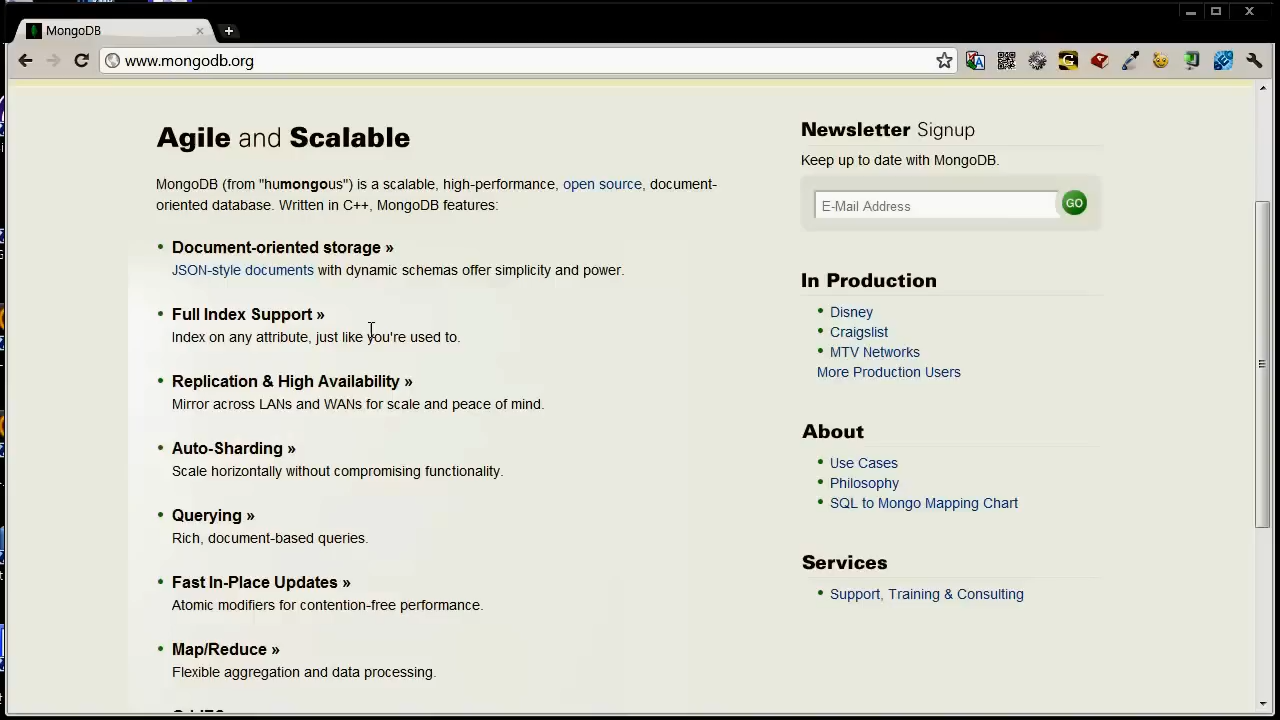 MongoDB
www.mongodb.org
Agile and Scalable
MongoDB (from "humongous") is a scalable, high-performance, open source, document-
oriented database. Written in C++, MongoDB features:
Document-oriented storage »
JSON-style documents with dynamic schemas offer simplicity and power.
Full Index Support »
Index on any attribute, just like you're used to.
Replication & High Availability »
Mirror across LANs and WANs for scale and peace of mind.
Auto-Sharding »
Scale horizontally without compromising functionality.
Querying »
Rich, document-based queries.
Fast In-Place Updates »
Atomic modifiers for contention-free performance.
Map/Reduce »
Flexible aggregation and data processing.
Newsletter Signup
Keep up to date with MongoDB.
E-Mail Address
GO
In Production
Disney
Craigslist
MTV Networks
More Production Users
About
Use Cases
Philosophy
SQL to Mongo Mapping Chart
Services
Support, Training & Consulting